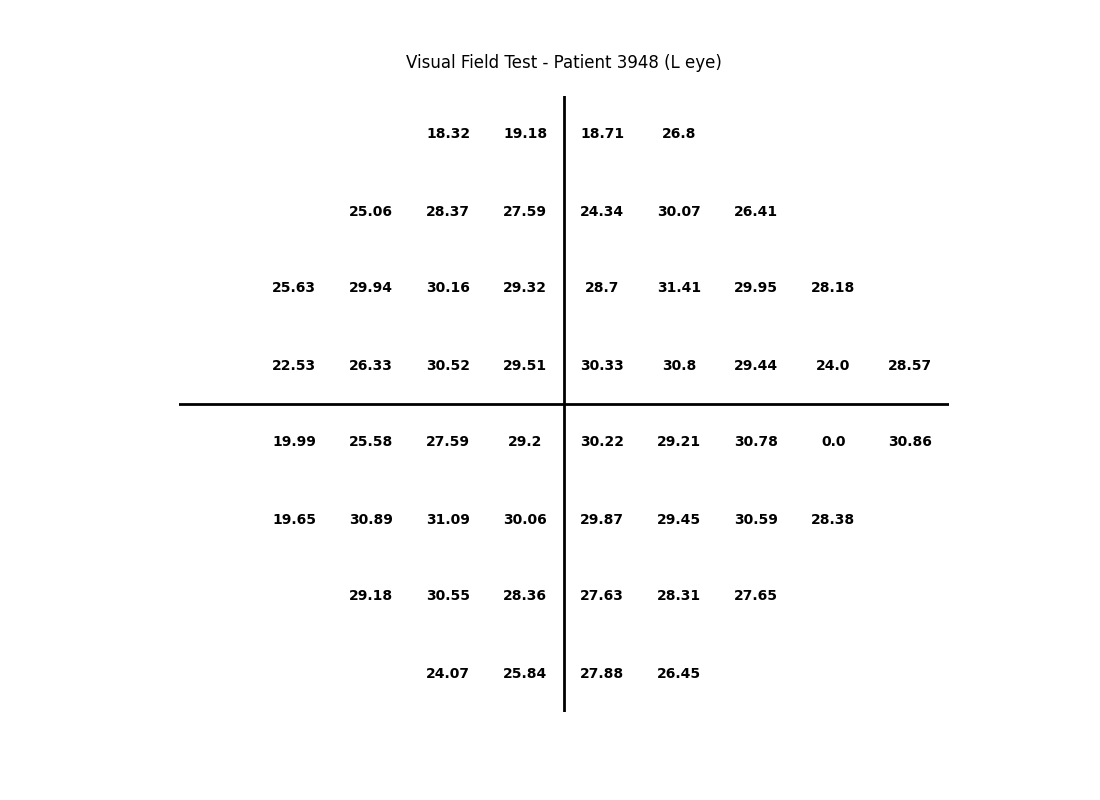 Visual Field Test - Patient 3948 (L eye)
18.32 19.18 18.71 26.8
25.06 28.37 27.59 24.34 30.07 26.41
25.63 29.94 30.16 29.32 28.7 31.41 29.95 28.18
22.53 26.33 30.52 29.51 30.33 30.8 29.44 24.0 28.57
19.99 25.58 27.59 29.2 30.22 29.21 30.78 0.0 30.86
19.65 30.89 31.09 30.06 29.87 29.45 30.59 28.38
29.18 30.55 28.36 27.63 28.31 27.65
24.07 25.84 27.88 26.45